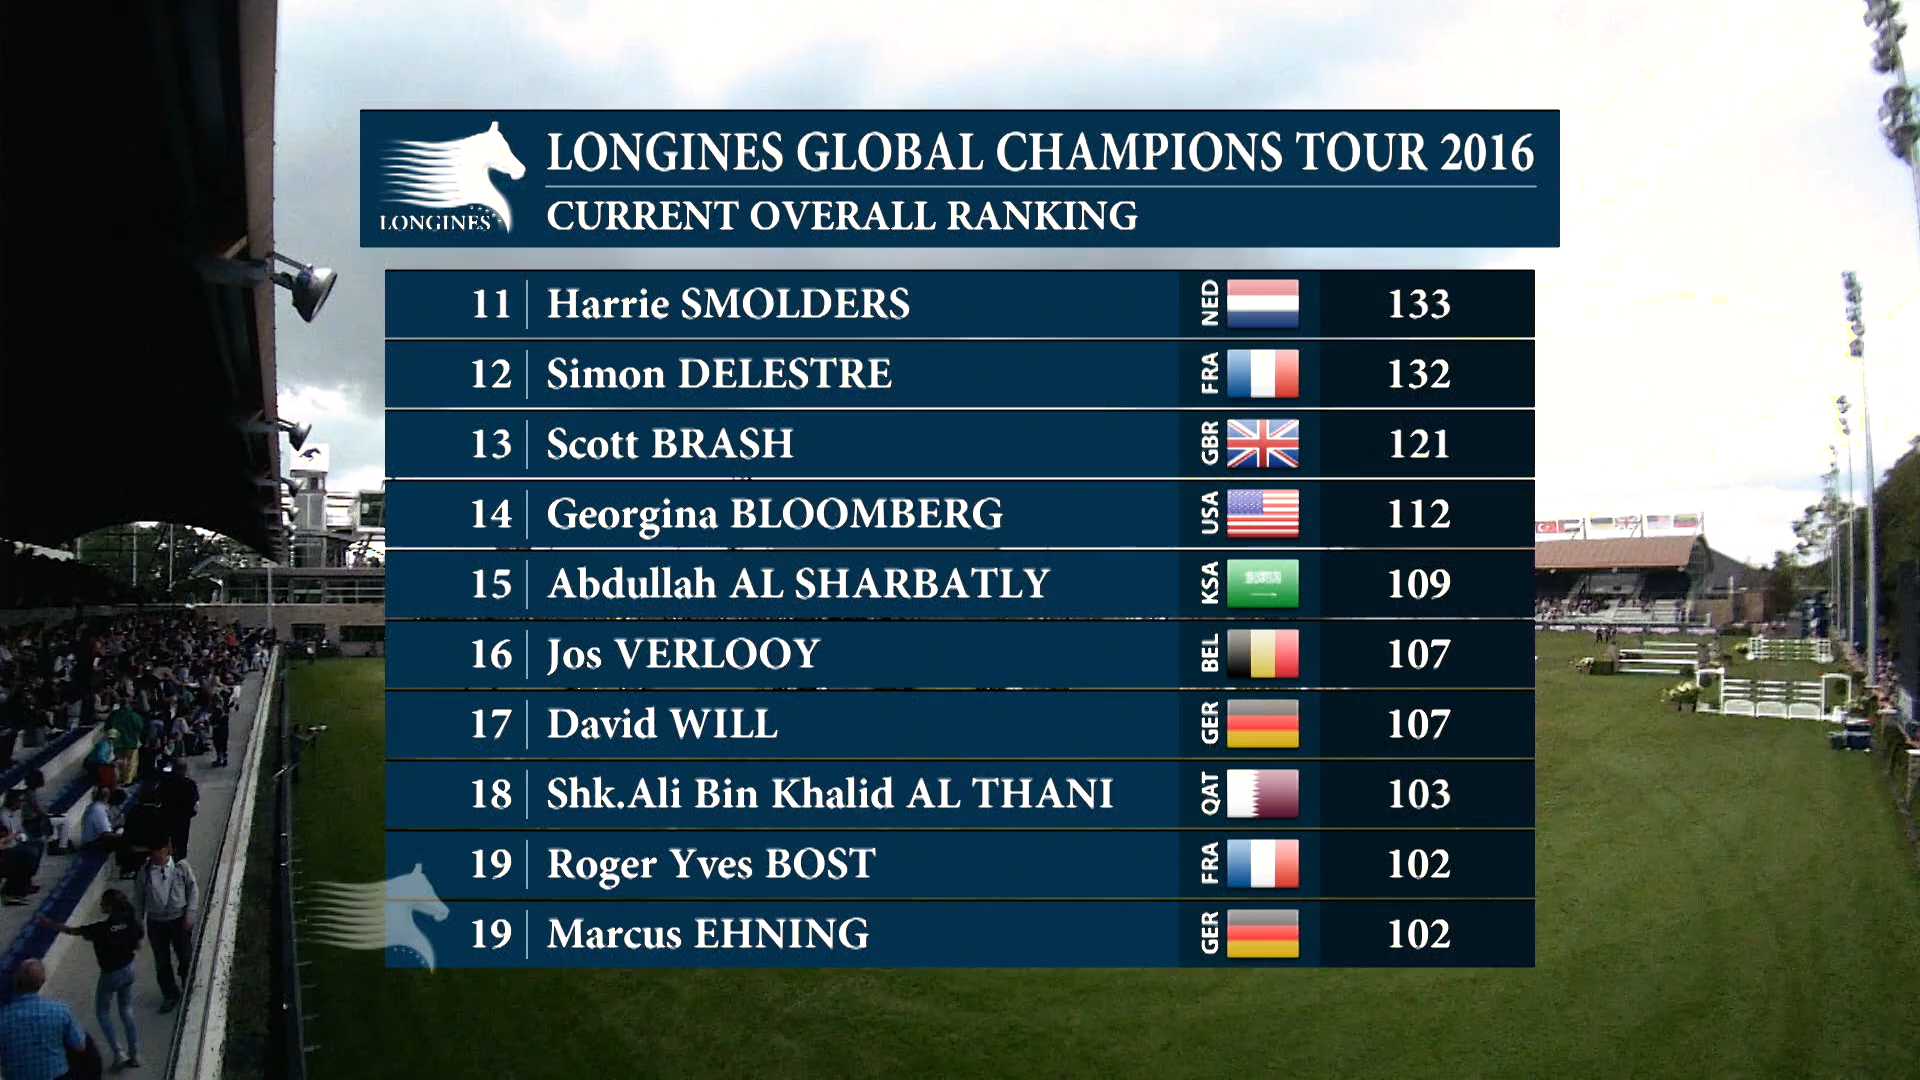 LONGINES GLOBAL CHAMPIONS TOUR 2016
LONGINES
CURRENT OVERALL RANKING
11 Harrie SMOLDERS NED 133
12 Simon DELESTRE FRA 132
13 Scott BRASH GBR 121
14 Georgina BLOOMBERG USA 112
15 Abdullah AL SHARBATLY KSA 109
16 Jos VERLOOY BEL 107
17 David WILL GER 107
18 Shk.Ali Bin Khalid AL THANI QAT 103
19 Roger Yves BOST FRA 102
19 Marcus EHNING GER 102